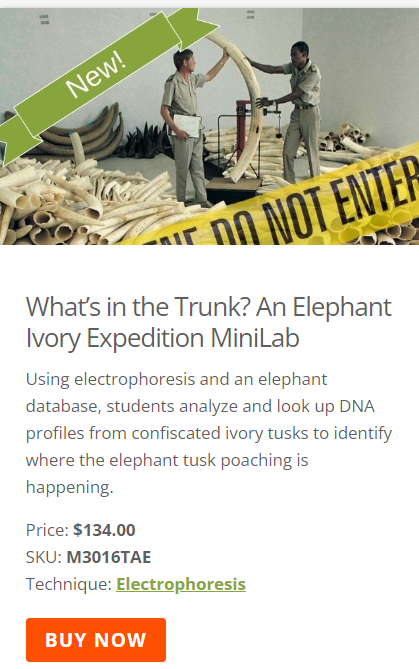 New!
DO NOT ENTER
What's in the Trunk? An Elephant
Ivory Expedition MiniLab
Using electrophoresis and an elephant
database, students analyze and look up DNA
profiles from confiscated ivory tusks to identify
where the elephant tusk poaching is
happening.
Price: $134.00
SKU: M3016TAE
Technique: Electrophoresis
BUY NOW